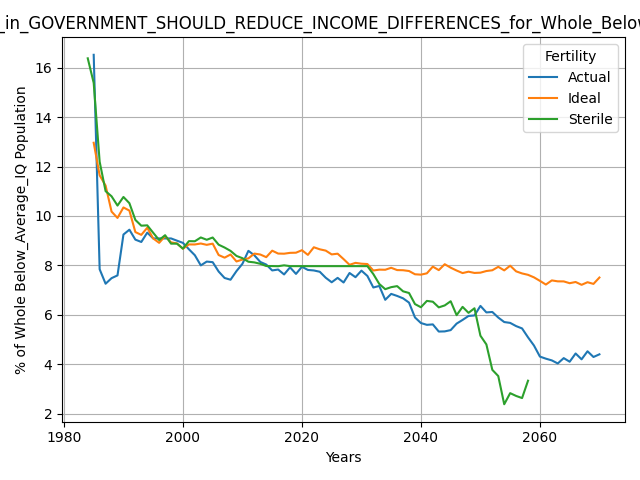 _in_GOVERNMENT_SHOULD_REDUCE_INCOME_DIFFERENCES_for_Whole_Below
Fertility
Actual
Ideal
Sterile
% of Whole Below_Average_IQ Population
16
14
12
10
8
6
4
2
1980 2000 2020 2040 2060
Years